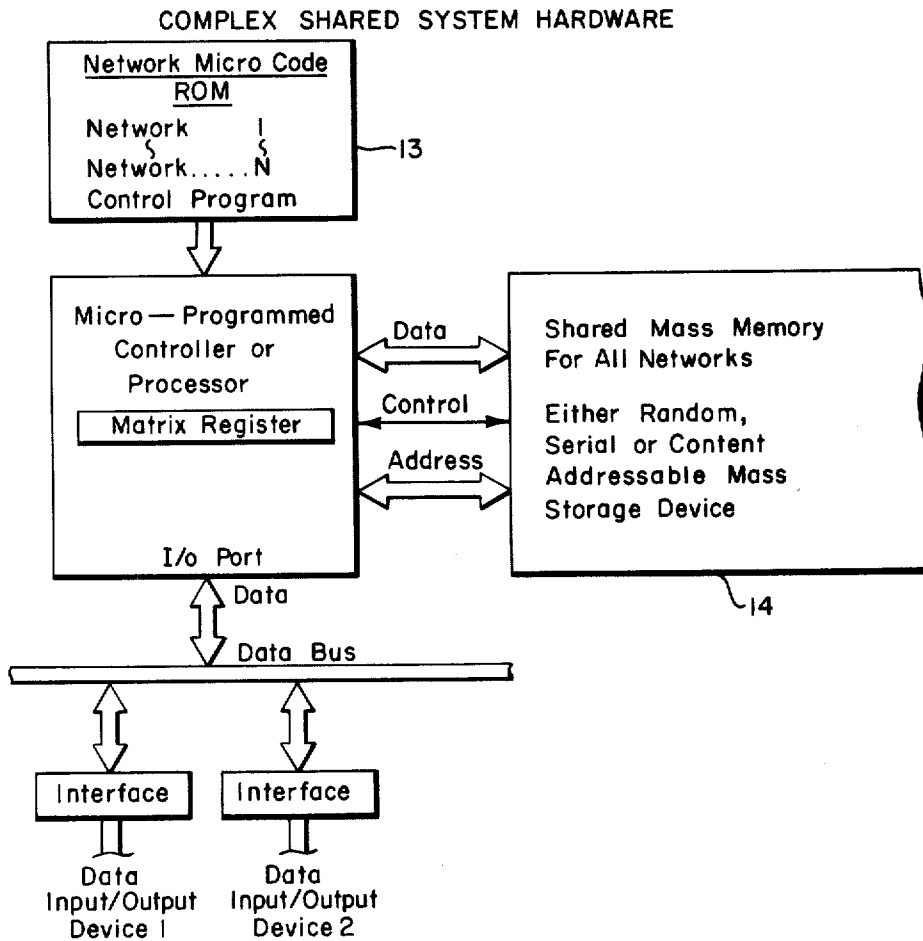 COMPLEX SHARED SYSTEM HARDWARE
Network Micro Code
ROM
Network 1
Network.....N
Control Program
13
Micro—Programmed
Controller or
Processor
Matrix Register
I/o Port
Data
Control
Address
Shared Mass Memory
For All Networks
Either Random,
Serial or Content
Addressable Mass
Storage Device
14
Data
Data Bus
Interface
Interface
Data
Input/Output
Device 1
Data
Input/Output
Device 2